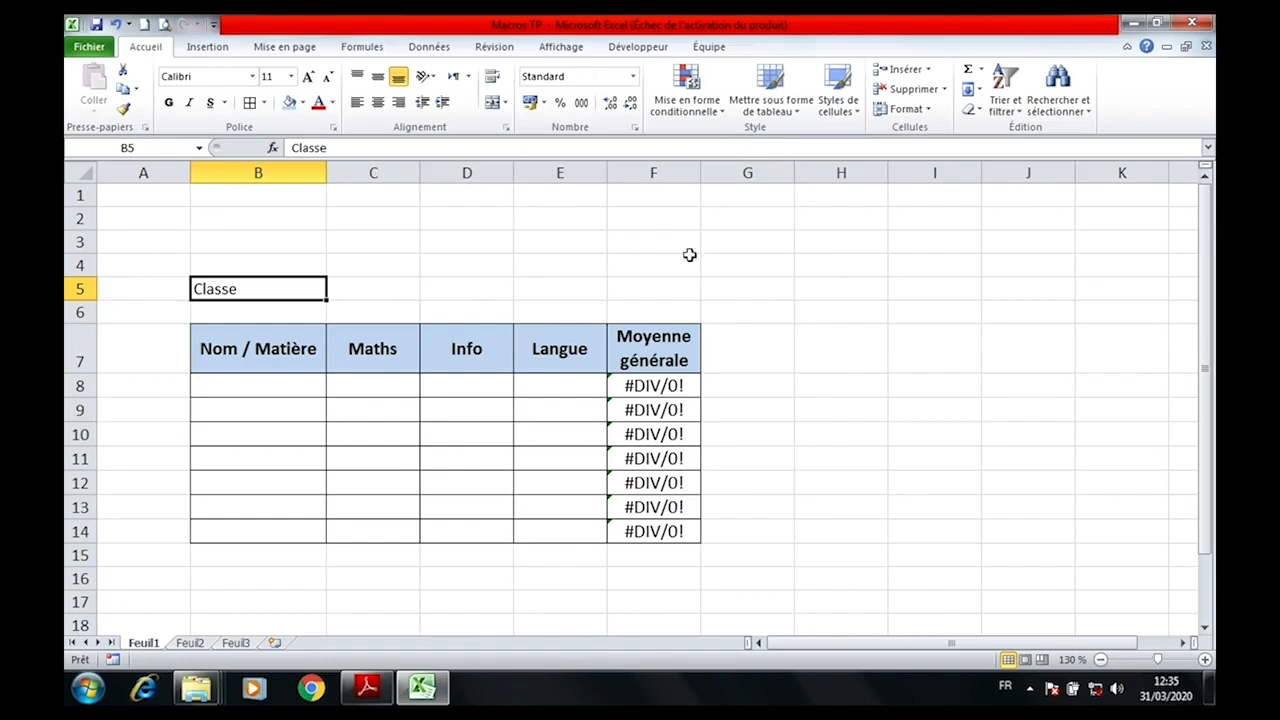 Macros TP - Microsoft Excel (Échec de l'activation du produit)
Fichier Accueil Insertion Mise en page Formules Données Révision Affichage Développeur Équipe
Coller
Calibri 11
G I S A
Standard
% 000
Mise en forme conditionnelle
Mettre sous forme de tableau
Styles de cellules
Insérer
Supprimer
Format
Σ
Trier et filtrer
Rechercher et sélectionner
Presse-papiers Police Alignement Nombre Style Cellules Édition
B5 fx Classe
A B C D E F G H I J K
1
2
3
4
5 Classe
6
7 Nom / Matière Maths Info Langue Moyenne générale
8 #DIV/0!
9 #DIV/0!
10 #DIV/0!
11 #DIV/0!
12 #DIV/0!
13 #DIV/0!
14 #DIV/0!
15
16
17
18
Feuil1 Feuil2 Feuil3
Prêt 130 %
FR 12:35
31/03/2020